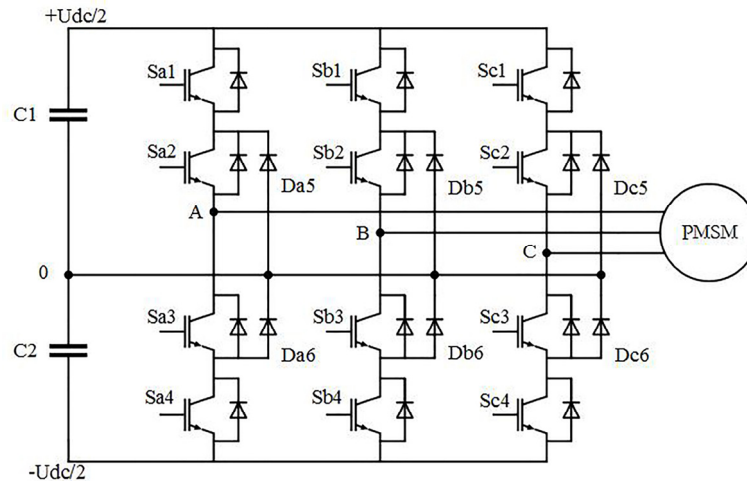 +Udc/2
Sa1 Sb1 Sc1
C1
Sa2 Sb2 Sc2
Da5 Db5 Dc5
A
B PMSM
C
0
Sa3 Sb3 Sc3
C2
Da6 Db6 Dc6
Sa4 Sb4 Sc4
-Udc/2